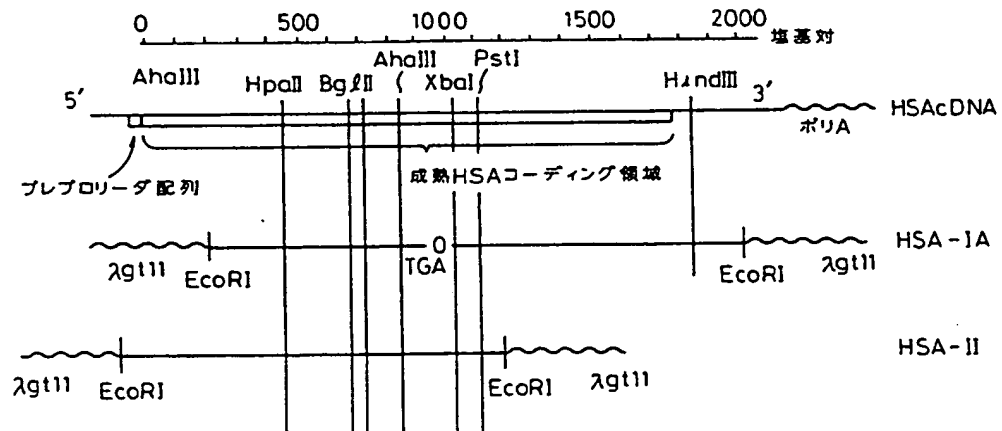 0 500 1000 1500 2000 塩基対
AhaIII PstI
AhaIII HpaII BglII XbaI HindIII
5' 3' HSAcDNA
ポリA
プレプロリーダ配列 成熟HSAコーディング領域
O HSA-IA
TGA
λgt11 EcoRI EcoRI λgt11
HSA-II
λgt11 EcoRI EcoRI λgt11